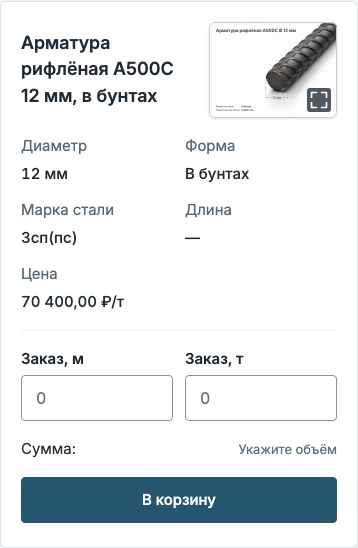 Арматура
рифлёная А500С
12 мм, в бунтах
Арматура рифлёная А500С Ø 12 мм
Диаметр
Форма
12 мм
В бунтах
Марка стали
Длина
3сп(пс)
—
Цена
70 400,00 ₽/т
Заказ, м
Заказ, т
0
0
Сумма:
Укажите объём
В корзину